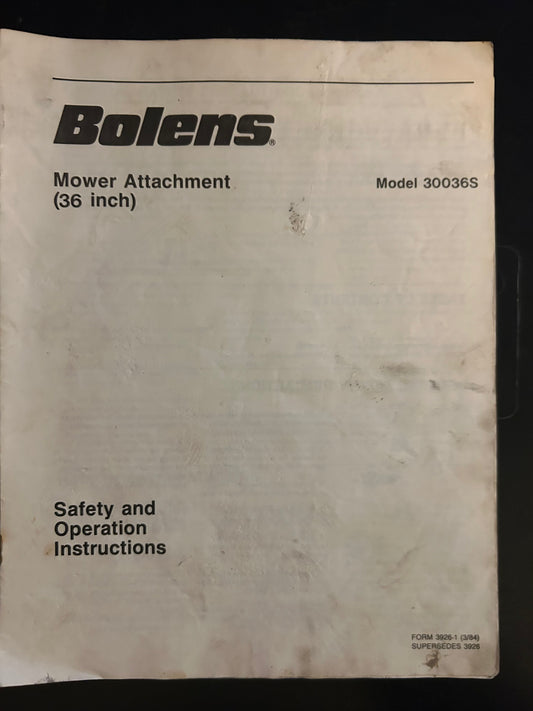 Bolens®
Mower Attachment
(36 inch)
Model 30036S
Safety and
Operation
Instructions
FORM 3926-1 (3/84)
SUPERSEDES 3926